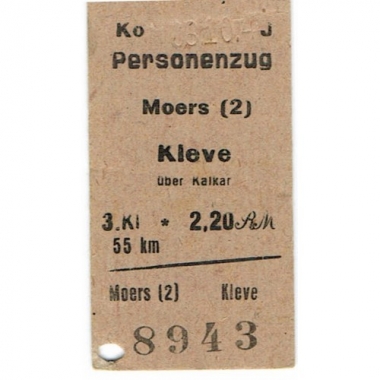 Ko J
Personenzug
Moers (2)
Kleve
über Kalkar
3.Kl * 2,20 RM
55 km
Moers (2) Kleve
8943